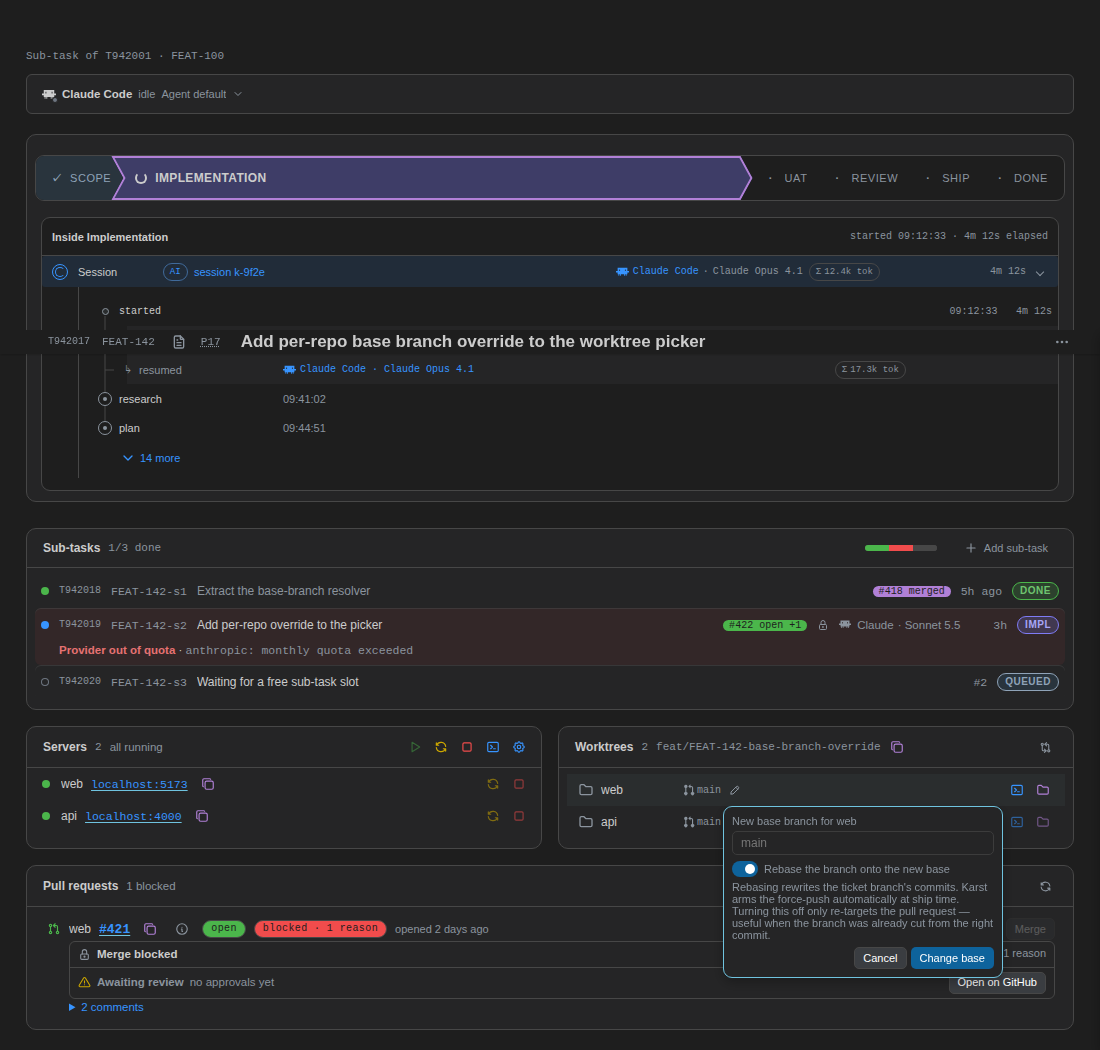 Sub-task of T942001 · FEAT-100
Claude Code idle Agent default
SCOPE IMPLEMENTATION · UAT · REVIEW · SHIP · DONE
Inside Implementation started 09:12:33 · 4m 12s elapsed
Session AI session k-9f2e Claude Code · Claude Opus 4.1 Σ 12.4k tok 4m 12s
started 09:12:33 4m 12s
T942017 FEAT-142 P17 Add per-repo base branch override to the worktree picker ···
↳ resumed Claude Code · Claude Opus 4.1 Σ 17.3k tok
research 09:41:02
plan 09:44:51
14 more
Sub-tasks 1/3 done + Add sub-task
T942018 FEAT-142-s1 Extract the base-branch resolver #418 merged 5h ago DONE
T942019 FEAT-142-s2 Add per-repo override to the picker #422 open +1 Claude · Sonnet 5.5 3h IMPL
Provider out of quota · anthropic: monthly quota exceeded
T942020 FEAT-142-s3 Waiting for a free sub-task slot #2 QUEUED
Servers 2 all running
web localhost:5173
api localhost:4000
Worktrees 2 feat/FEAT-142-base-branch-override
web main
api main
New base branch for web
main
Rebase the branch onto the new base
Rebasing rewrites the ticket branch's commits. Karst
arms the force-push automatically at ship time.
Turning this off only re-targets the pull request —
useful when the branch was already cut from the right
commit.
Cancel Change base
Pull requests 1 blocked
web #421 open blocked · 1 reason opened 2 days ago Merge
Merge blocked 1 reason
Awaiting review no approvals yet Open on GitHub
2 comments